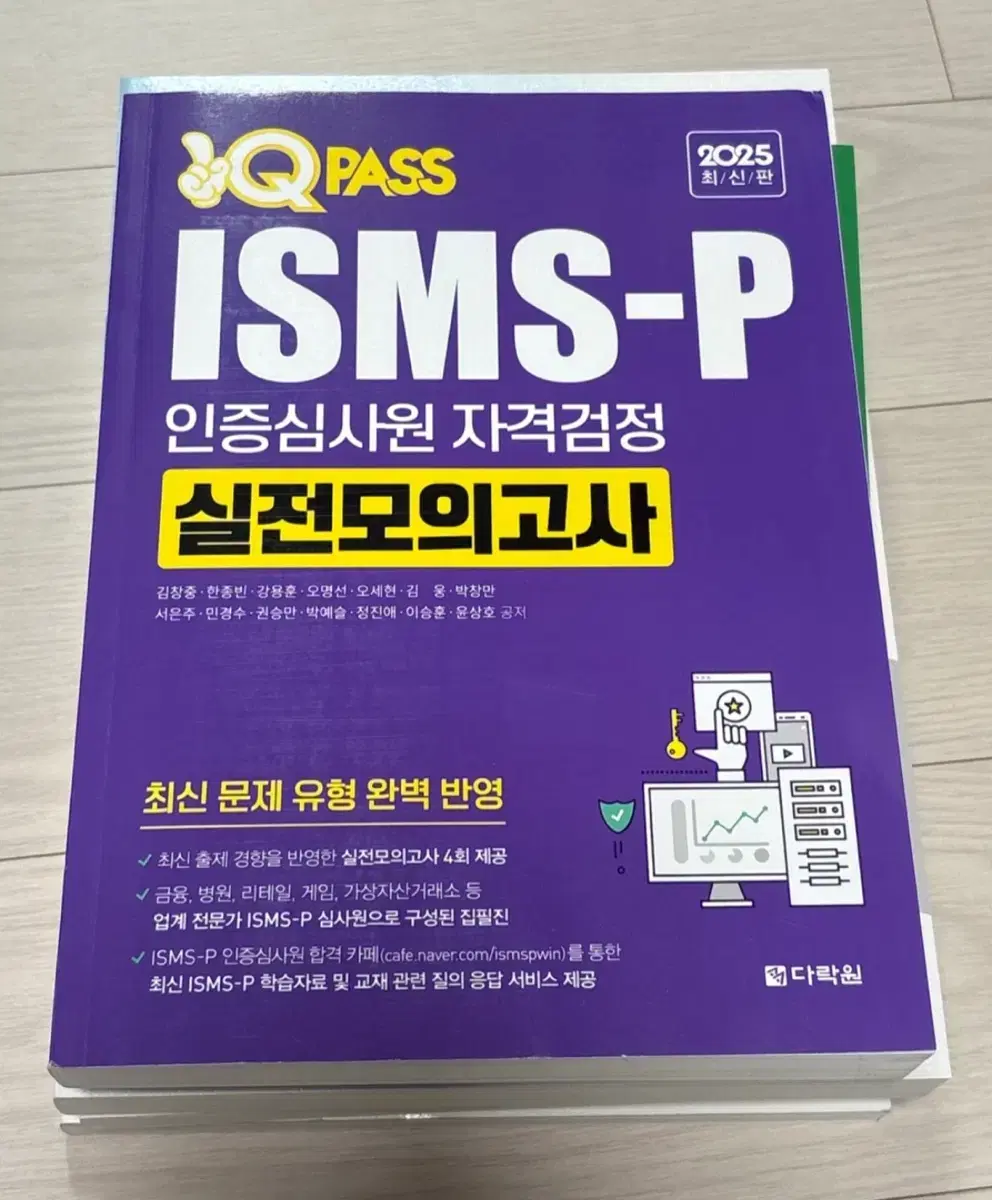 QPASS
2025
최/신/판
ISMS-P
인증심사원 자격검정
실전모의고사
김창중·한종빈·강용훈·오명선·오세현·김 웅·박창만
서은주·민경수·권승만·박예슬·정진애·이승훈·윤상호 공저
최신 문제 유형 완벽 반영
최신 출제 경향을 반영한 실전모의고사 4회 제공
금융, 병원, 리테일, 게임, 가상자산거래소 등
업계 전문가 ISMS-P 심사원으로 구성된 집필진
ISMS-P 인증심사원 합격 카페(cafe.naver.com/ismspwin)를 통한
최신 ISMS-P 학습자료 및 교재 관련 질의 응답 서비스 제공
다락원